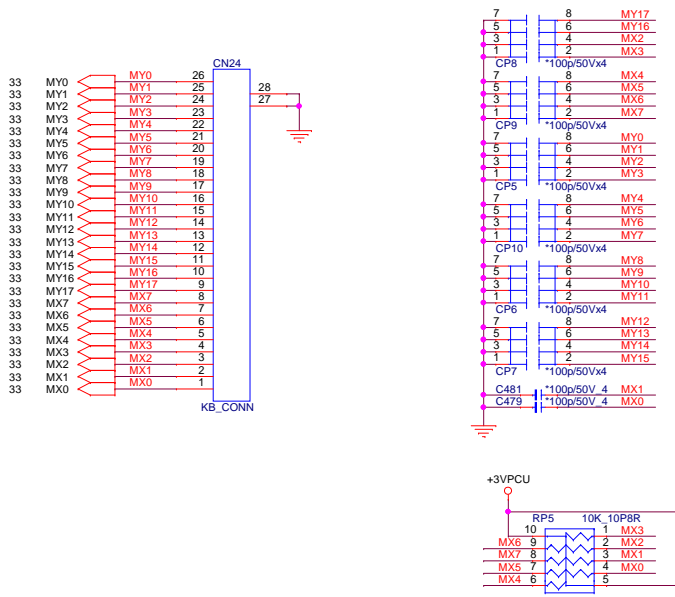 CN24
33 MY0 MY0 26
33 MY1 MY1 25 28
33 MY2 MY2 24 27
33 MY3 MY3 23
33 MY4 MY4 22
33 MY5 MY5 21
33 MY6 MY6 20
33 MY7 MY7 19
33 MY8 MY8 18
33 MY9 MY9 17
33 MY10 MY10 16
33 MY11 MY11 15
33 MY12 MY12 14
33 MY13 MY13 13
33 MY14 MY14 12
33 MY15 MY15 11
33 MY16 MY16 10
33 MY17 MY17 9
33 MX7 MX7 8
33 MX6 MX6 7
33 MX5 MX5 6
33 MX4 MX4 5
33 MX3 MX3 4
33 MX2 MX2 3
33 MX1 MX1 2
33 MX0 MX0 1
KB_CONN
7 8 MY17
5 6 MY16
3 4 MX2
1 2 MX3
CP8 *100p/50Vx4
7 8 MX4
5 6 MX5
3 4 MX6
1 2 MX7
CP9 *100p/50Vx4
7 8 MY0
5 6 MY1
3 4 MY2
1 2 MY3
CP5 *100p/50Vx4
7 8 MY4
5 6 MY5
3 4 MY6
1 2 MY7
CP10 *100p/50Vx4
7 8 MY8
5 6 MY9
3 4 MY10
1 2 MY11
CP6 *100p/50Vx4
7 8 MY12
5 6 MY13
3 4 MY14
1 2 MY15
CP7 *100p/50Vx4
C481 *100p/50V_4 MX1
C479 *100p/50V_4 MX0
+3VPCU
RP5 10K_10P8R
10 1 MX3
MX6 9 2 MX2
MX7 8 3 MX1
MX5 7 4 MX0
MX4 6 5